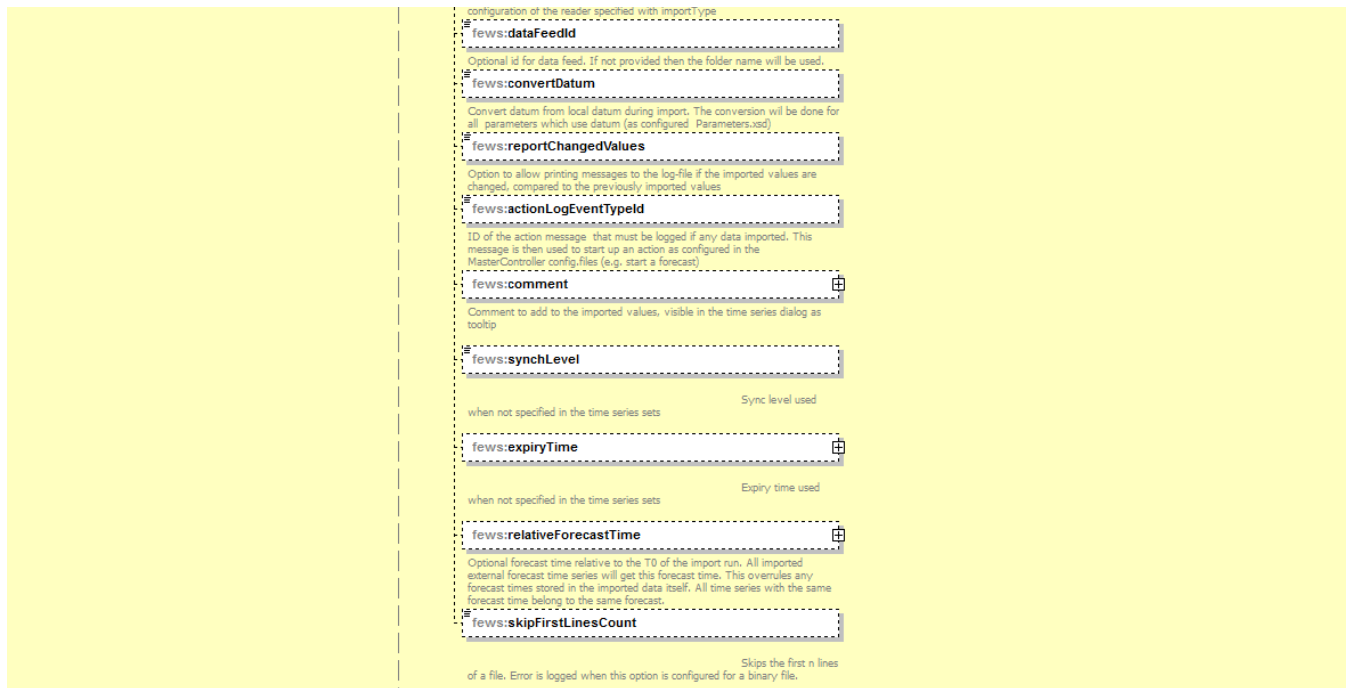 configuration of the reader specified with importType
fews:dataFeedId
Optional id for data feed. If not provided then the folder name will be used.
fews:convertDatum
Convert datum from local datum during import. The conversion wil be done for
all parameters which use datum (as configured Parameters.xsd)
fews:reportChangedValues
Option to allow printing messages to the log-file if the imported values are
changed, compared to the previously imported values
fews:actionLogEventTypeId
ID of the action message that must be logged if any data imported. This
message is then used to start up an action as configured in the
MasterController config.files (e.g. start a forecast)
fews:comment
Comment to add to the imported values, visible in the time series dialog as
tooltip
fews:synchLevel
Sync level used
when not specified in the time series sets
fews:expiryTime
Expiry time used
when not specified in the time series sets
fews:relativeForecastTime
Optional forecast time relative to the T0 of the import run. All imported
external forecast time series will get this forecast time. This overrules any
forecast times stored in the imported data itself. All time series with the same
forecast time belong to the same forecast.
fews:skipFirstLinesCount
Skips the first n lines
of a file. Error is logged when this option is configured for a binary file.